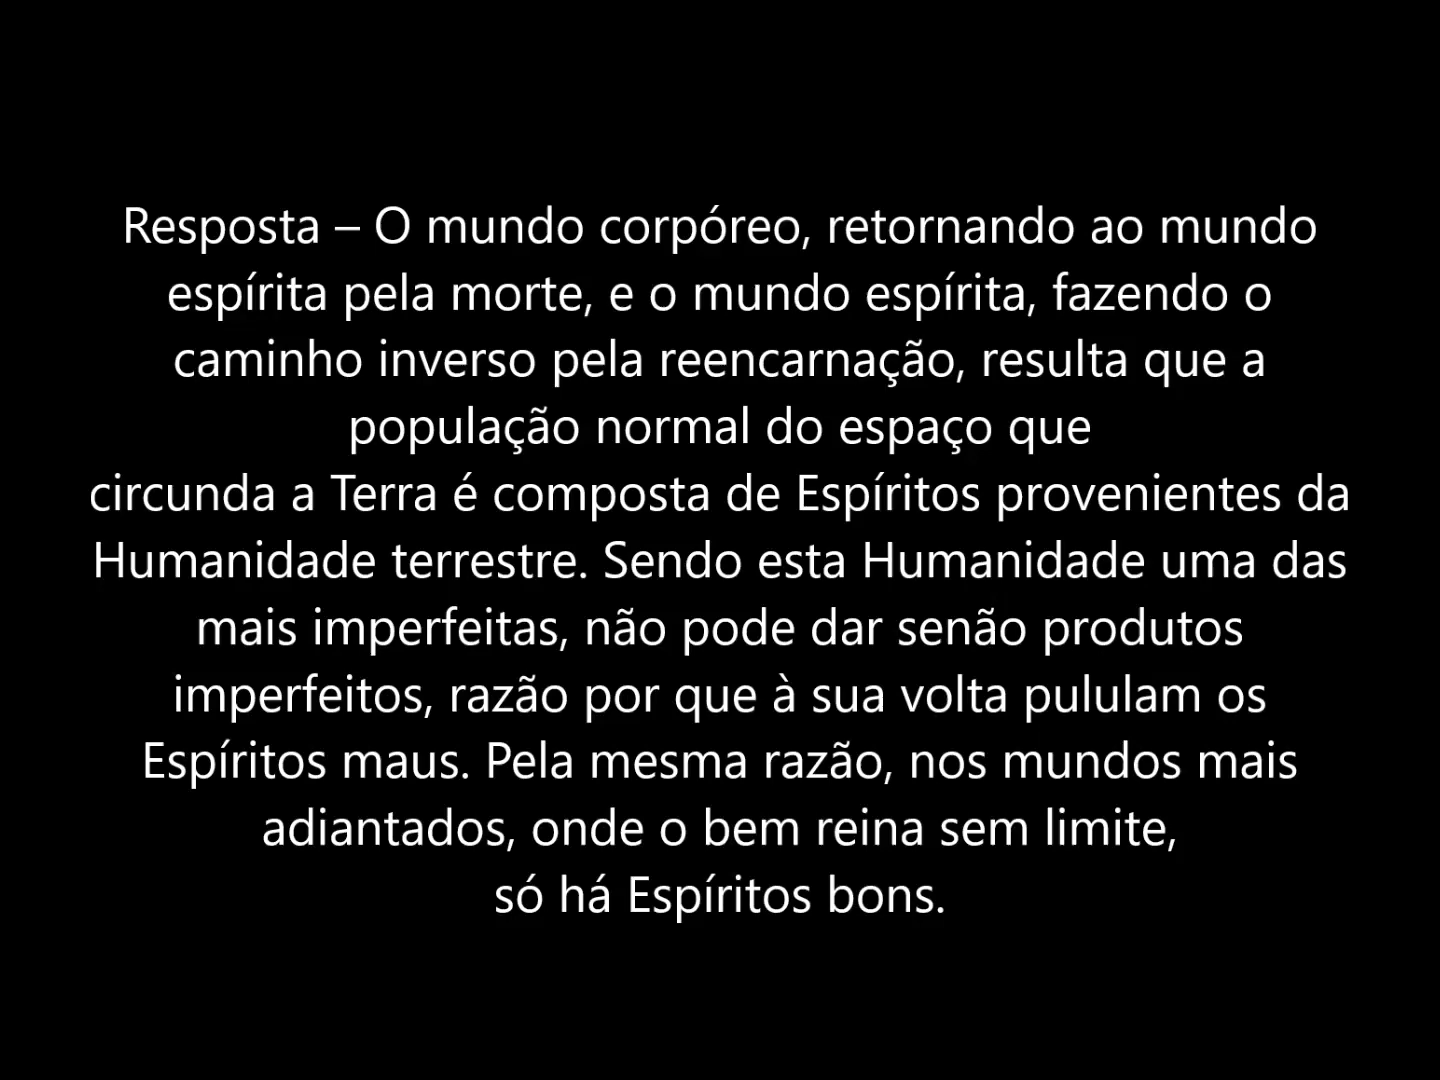 Resposta – O mundo corpóreo, retornando ao mundo
espírita pela morte, e o mundo espírita, fazendo o
caminho inverso pela reencarnação, resulta que a
população normal do espaço que
circunda a Terra é composta de Espíritos provenientes da
Humanidade terrestre. Sendo esta Humanidade uma das
mais imperfeitas, não pode dar senão produtos
imperfeitos, razão por que à sua volta pululam os
Espíritos maus. Pela mesma razão, nos mundos mais
adiantados, onde o bem reina sem limite,
só há Espíritos bons.